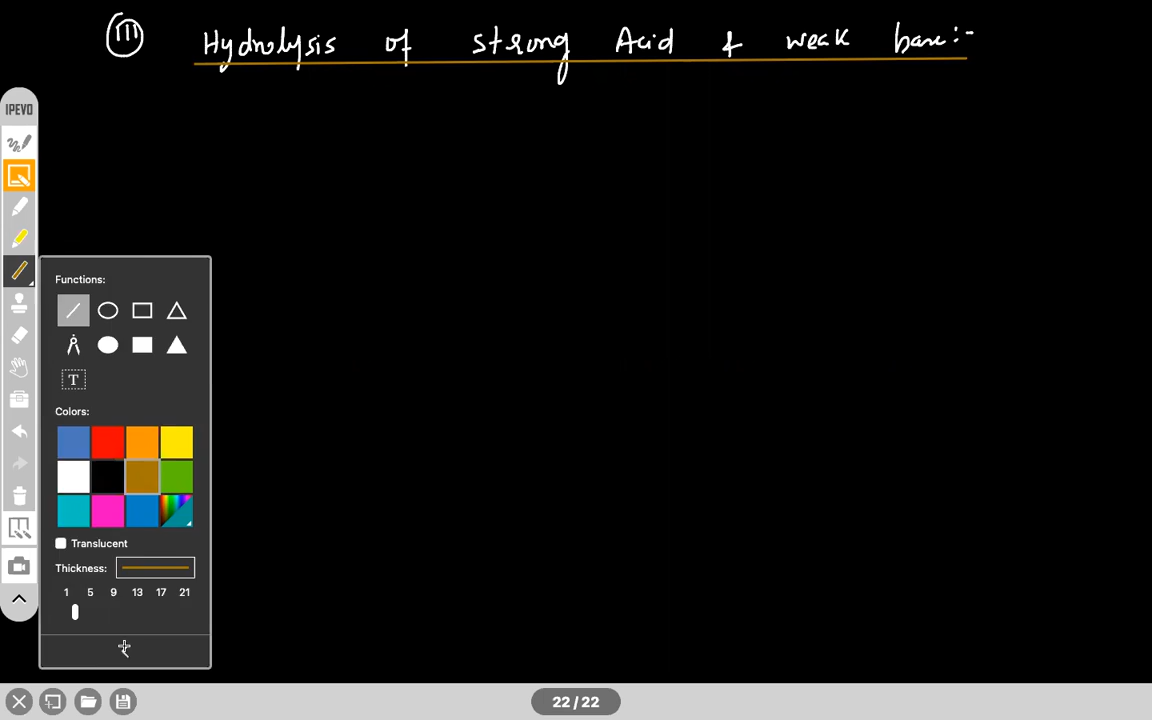 (III) Hydrolysis of strong Acid & weak base:-
IPEVO
Functions:
T
Colors:
Translucent
Thickness:
1 5 9 13 17 21
22 / 22